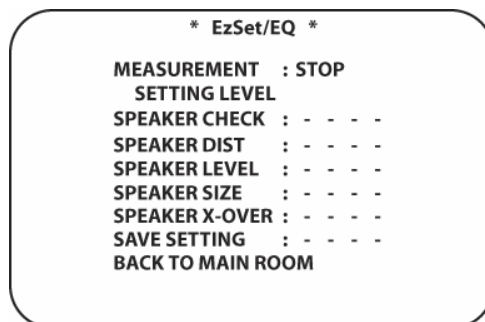 * EzSet/EQ *
MEASUREMENT : STOP
SETTING LEVEL
SPEAKER CHECK : - - - -
SPEAKER DIST : - - - -
SPEAKER LEVEL : - - - -
SPEAKER SIZE : - - - -
SPEAKER X-OVER : - - - -
SAVE SETTING : - - - -
BACK TO MAIN ROOM